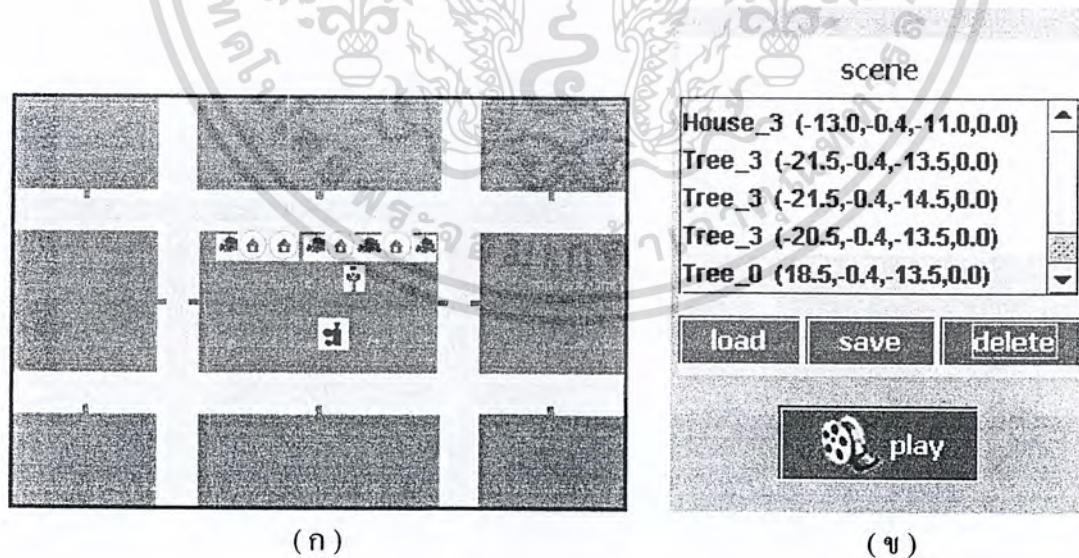 scene
House_3 (-13.0,-0.4,-11.0,0.0)
Tree_3 (-21.5,-0.4,-13.5,0.0)
Tree_3 (-21.5,-0.4,-14.5,0.0)
Tree_3 (-20.5,-0.4,-13.5,0.0)
Tree_0 (18.5,-0.4,-13.5,0.0)
load save delete
play
( ก ) ( ข )